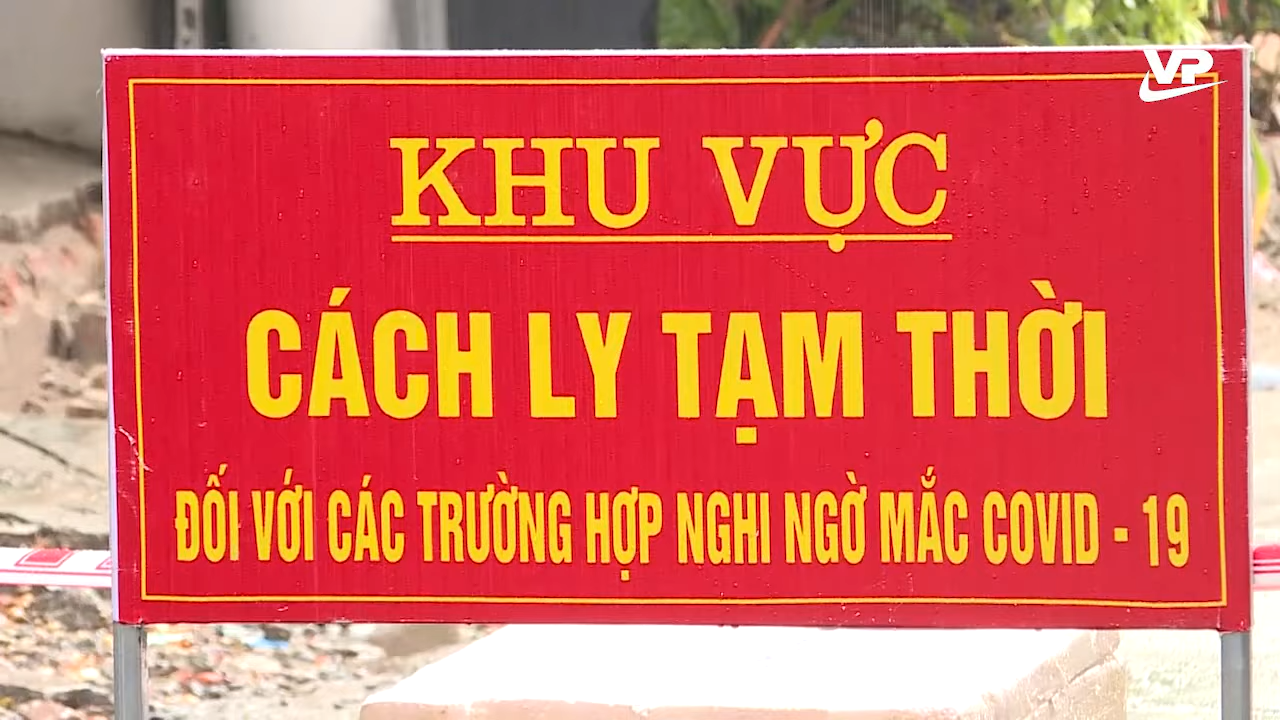 VP
KHU VỰC
CÁCH LY TẠM THỜI
ĐỐI VỚI CÁC TRƯỜNG HỢP NGHI NGỜ MẮC COVID - 19